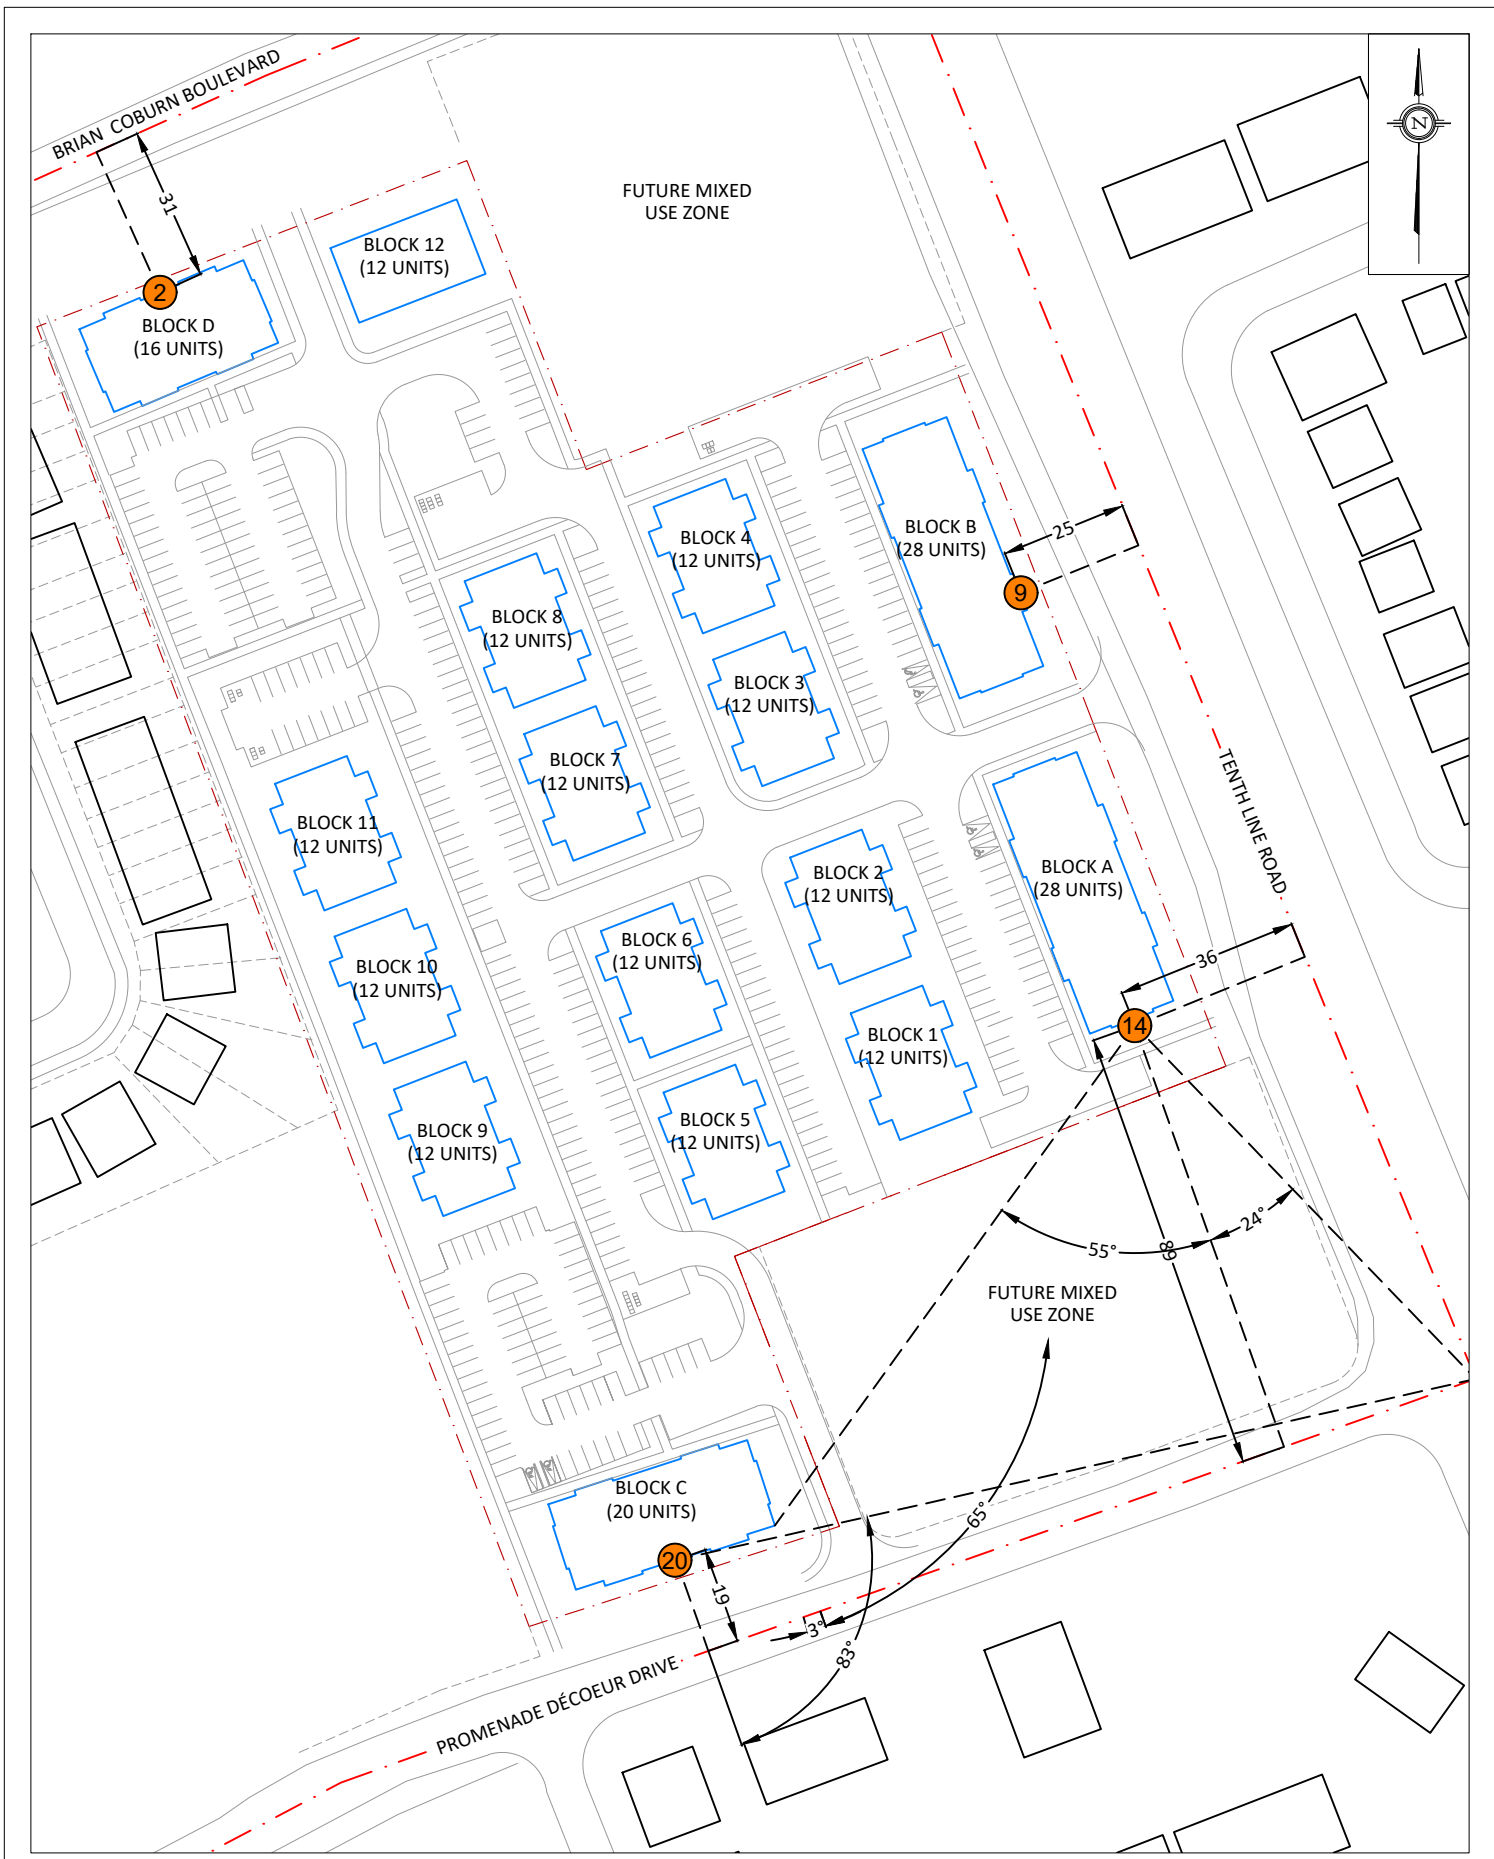 BRIAN COBURN BOULEVARD
31
2
BLOCK D
(16 UNITS)
BLOCK 12
(12 UNITS)
FUTURE MIXED
USE ZONE
N
BLOCK 4
(12 UNITS)
BLOCK B
(28 UNITS)
25
9
BLOCK 8
(12 UNITS)
BLOCK 3
(12 UNITS)
BLOCK 7
(12 UNITS)
BLOCK 11
(12 UNITS)
BLOCK 2
(12 UNITS)
BLOCK A
(28 UNITS)
TENTH LINE ROAD
BLOCK 10
(12 UNITS)
BLOCK 6
(12 UNITS)
36
14
BLOCK 1
(12 UNITS)
BLOCK 9
(12 UNITS)
BLOCK 5
(12 UNITS)
55°
89
24°
FUTURE MIXED
USE ZONE
BLOCK C
(20 UNITS)
65°
20
19
3°
83°
PROMENADE DÉCOEUR DRIVE